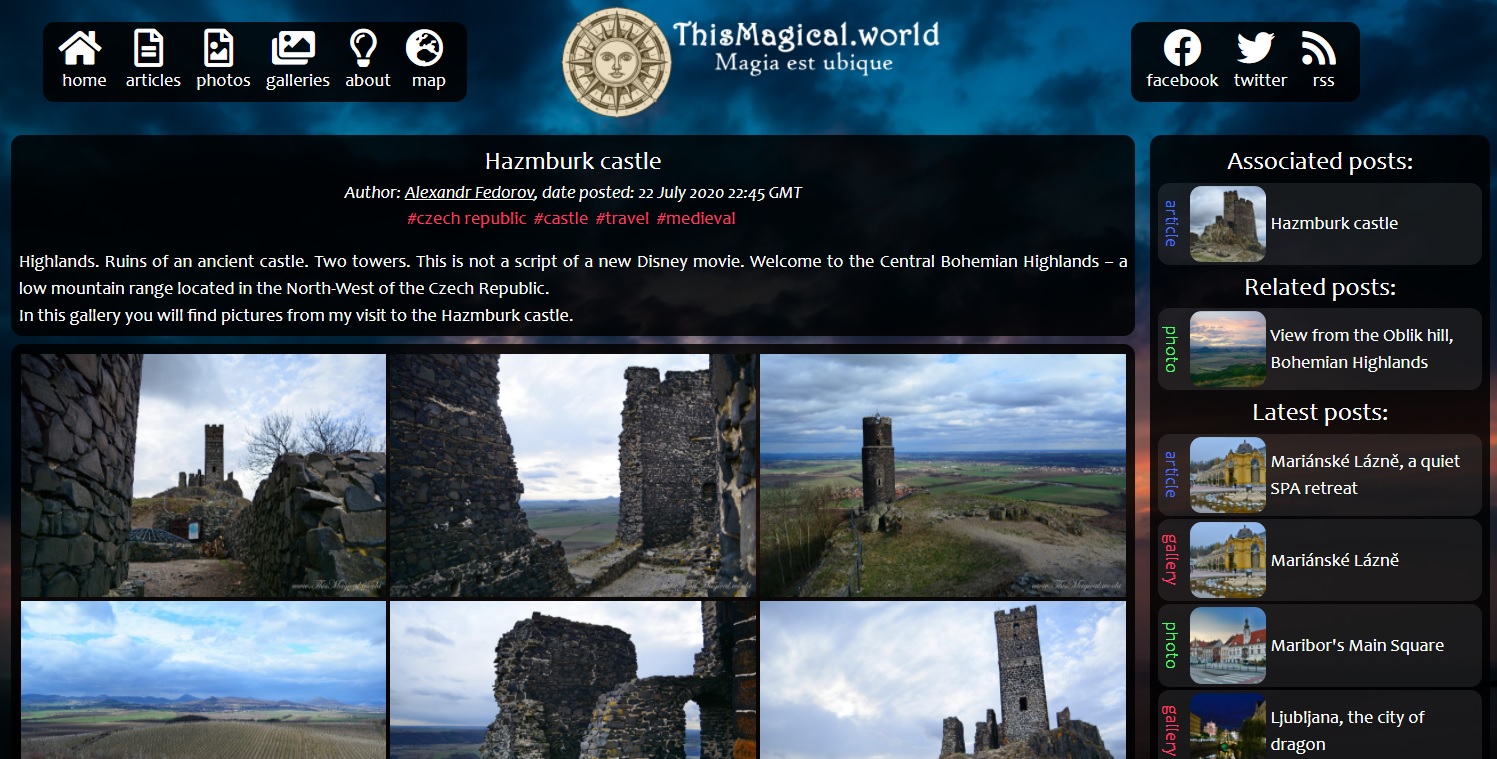 home articles photos galleries about map
ThisMagical.world
Magia est ubique
facebook twitter rss
Hazmburk castle
Author: Alexandr Fedorov, date posted: 22 July 2020 22:45 GMT
#czech republic #castle #travel #medieval
Highlands. Ruins of an ancient castle. Two towers. This is not a script of a new Disney movie. Welcome to the Central Bohemian Highlands – a
low mountain range located in the North-West of the Czech Republic.
In this gallery you will find pictures from my visit to the Hazmburk castle.
www.ThisMagical.world
www.ThisMagical.world
www.ThisMagical.world
Associated posts:
article
Hazmburk castle
Related posts:
photo
View from the Oblik hill,
Bohemian Highlands
Latest posts:
article
Mariánské Lázně, a quiet
SPA retreat
gallery
Mariánské Lázně
photo
Maribor's Main Square
gallery
Ljubljana, the city of
dragon